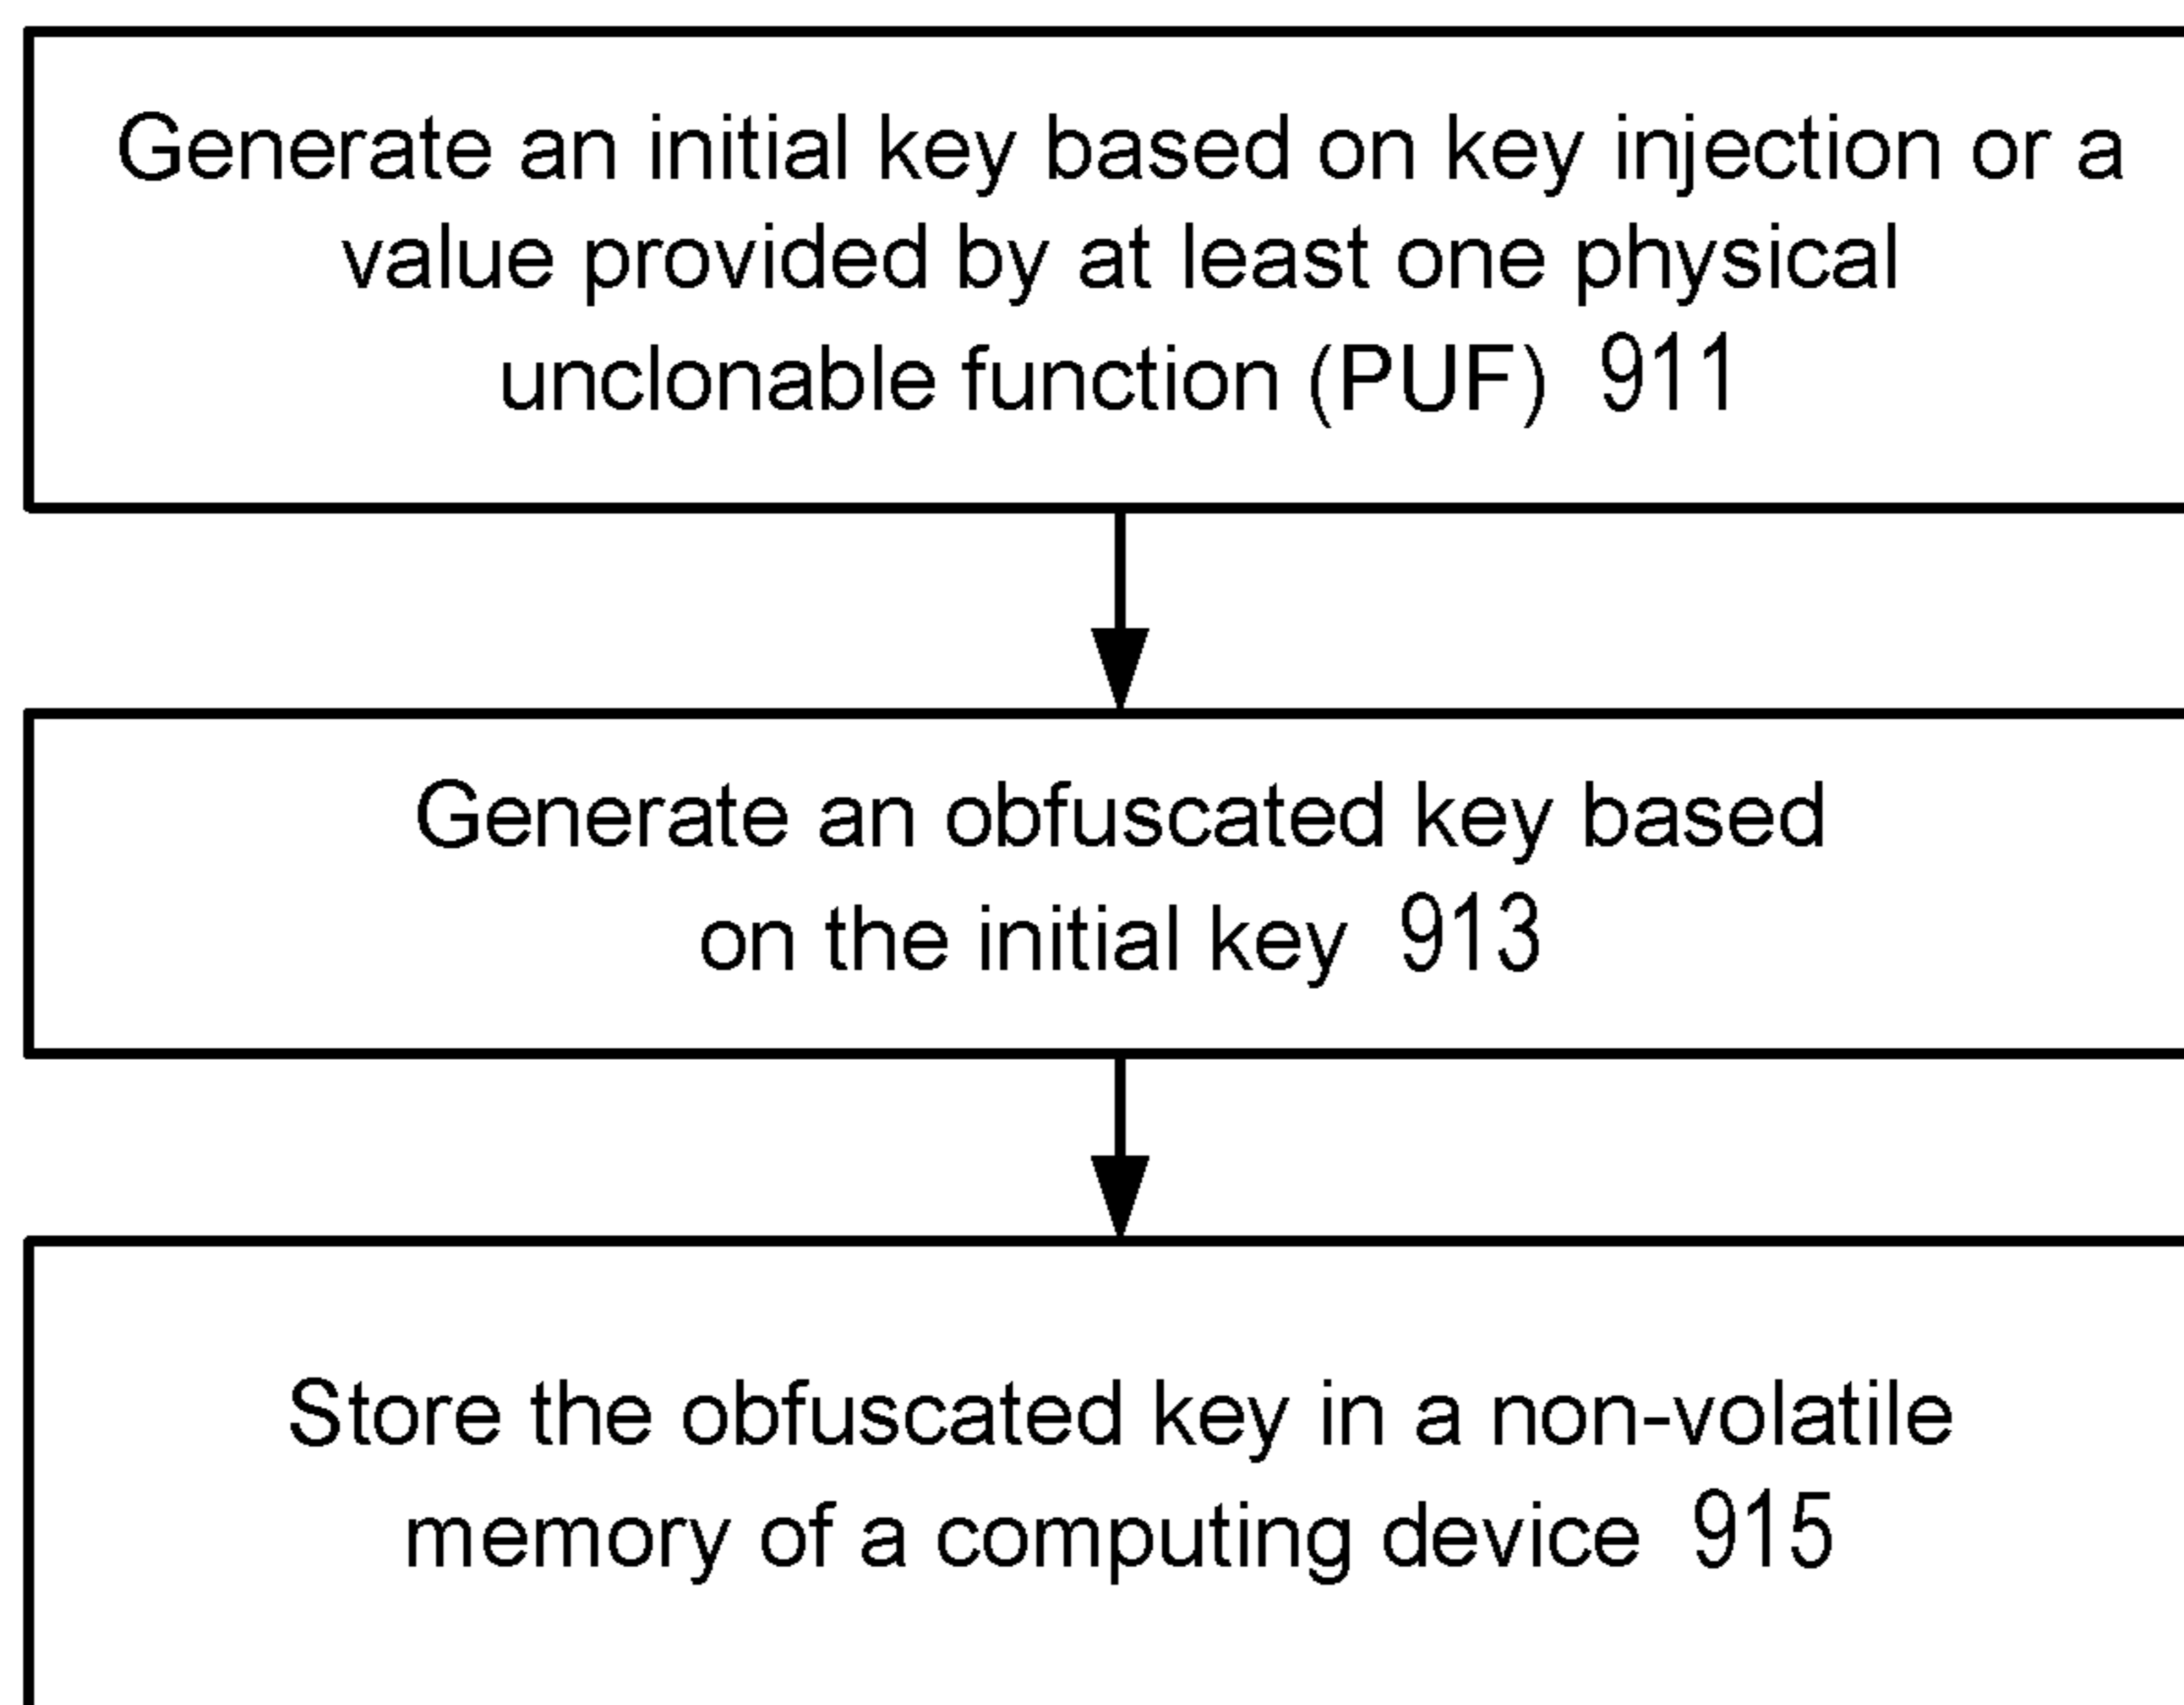 Generate an initial key based on key injection or a
value provided by at least one physical
unclonable function (PUF) 911
Generate an obfuscated key based
on the initial key 913
Store the obfuscated key in a non-volatile
memory of a computing device 915